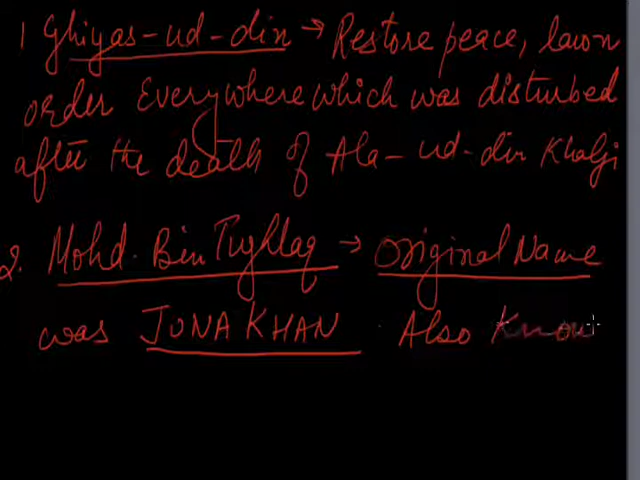 1 Ghiyas-ud-din → Restore peace, lawn
order Everywhere which was disturbed
after the death of Ala-ud-din Khalji
2. Mohd. Bin Tughlaq → Original Name
was JUNA KHAN. Also Know